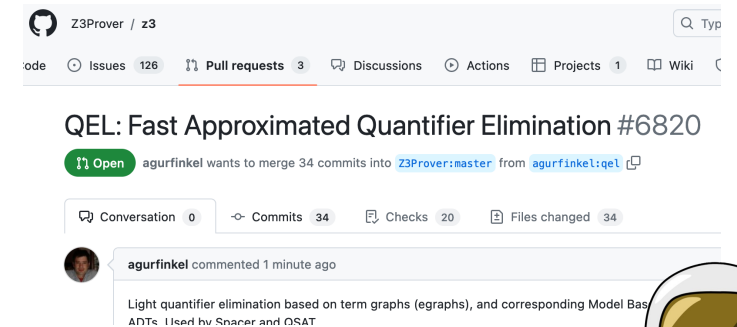 Z3Prover / z3
Issues 126 Pull requests 3 Discussions Actions Projects 1 Wiki
QEL: Fast Approximated Quantifier Elimination #6820
Open agurfinkel wants to merge 34 commits into Z3Prover:master from agurfinkel:qel
Conversation 0 Commits 34 Checks 20 Files changed 34
agurfinkel commented 1 minute ago
Light quantifier elimination based on term graphs (egraphs), and corresponding Model Bas
ADTs. Used by Spacer and QSAT.